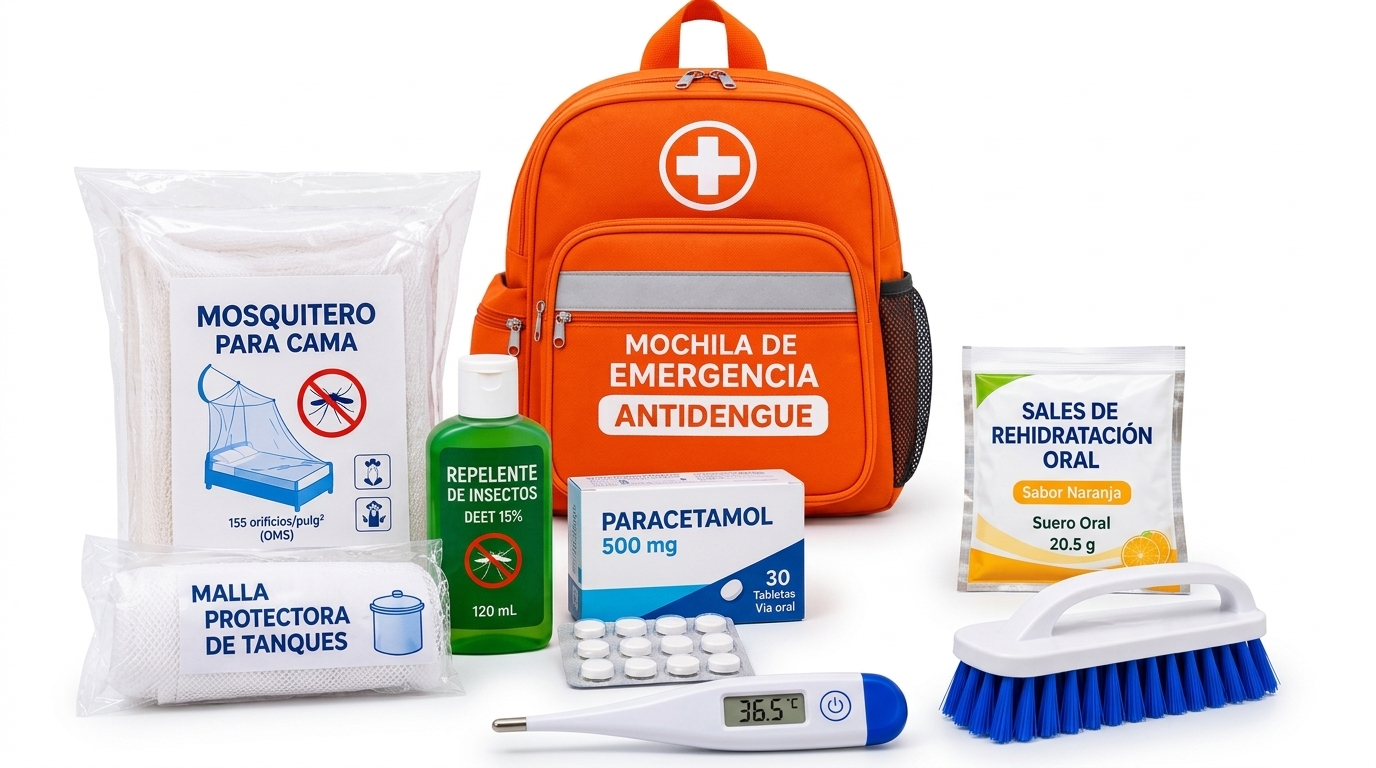 MOCHILA DE
EMERGENCIA
ANTIDENGUE
MOSQUITERO
PARA CAMA
155 orificios/pulg²
(OMS)
MALLA
PROTECTORA
DE TANQUES
REPELENTE
DE INSECTOS
DEET 15%
120 mL
PARACETAMOL
500 mg
30
Tabletas
Via oral
36.5 °C
SALES DE
REHIDRATACIÓN
ORAL
Sabor Naranja
Suero Oral
20.5 g